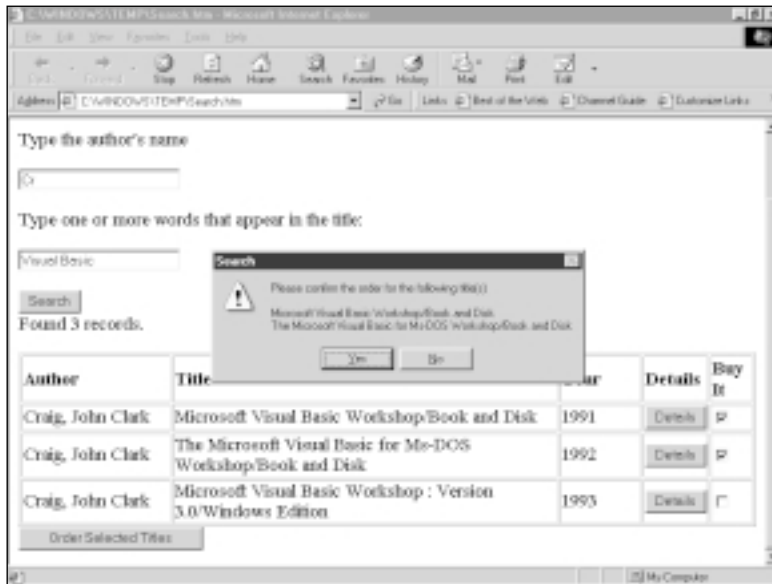 C:\WINDOWS\TEMP\Search.htm - Microsoft Internet Explorer
File Edit View Favorites Tools Help
Back Forward Stop Refresh Home Search Favorites History Mail Print Edit
Address C:\WINDOWS\TEMP\Search.htm Go Links Best of the Web Channel Guide Customize Links
Type the author's name
Cr
Type one or more words that appear in the title:
Visual Basic
Search
Found 3 records.
Search
Please confirm the order for the following title(s)
Microsoft Visual Basic Workshop/Book and Disk
The Microsoft Visual Basic for Ms-DOS Workshop/Book and Disk
Yes No
Author Title Details Buy It
Craig, John Clark Microsoft Visual Basic Workshop/Book and Disk 1991 Details
Craig, John Clark The Microsoft Visual Basic for Ms-DOS Workshop/Book and Disk 1992 Details
Craig, John Clark Microsoft Visual Basic Workshop : Version 3.0/Windows Edition 1993 Details
Order Selected Titles
My Computer